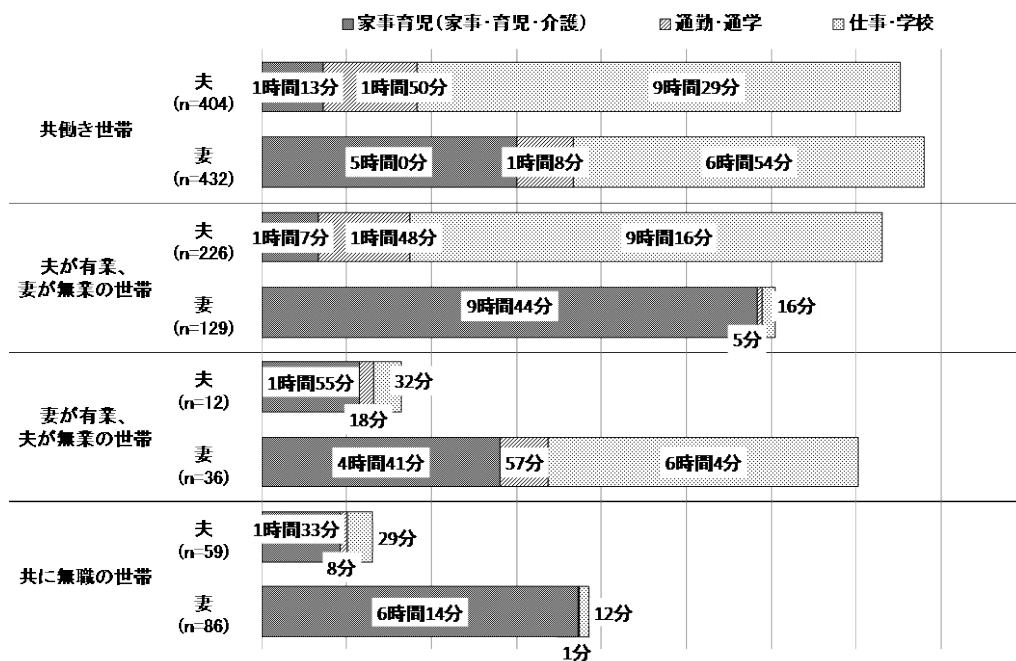 家事育児(家事・育児・介護) 通勤・通学 仕事・学校
共働き世帯
夫
(n=404)
1時間13分 1時間50分 9時間29分
妻
(n=432)
5時間0分 1時間8分 6時間54分
夫が有業、
妻が無業の世帯
夫
(n=226)
1時間7分 1時間48分 9時間16分
妻
(n=129)
9時間44分 5分 16分
妻が有業、
夫が無業の世帯
夫
(n=12)
1時間55分 18分 32分
妻
(n=36)
4時間41分 57分 6時間4分
共に無職の世帯
夫
(n=59)
1時間33分 8分 29分
妻
(n=86)
6時間14分 1分 12分